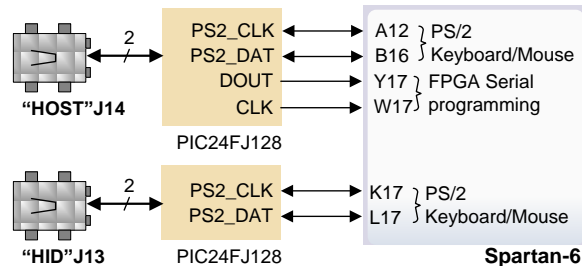 2 PS2_CLK A12 PS/2
PS2_DAT B16 Keyboard/Mouse
DOUT Y17 FPGA Serial
"HOST"J14 CLK W17 programming
PIC24FJ128
2 PS2_CLK K17 PS/2
PS2_DAT L17 Keyboard/Mouse
"HID"J13 PIC24FJ128 Spartan-6